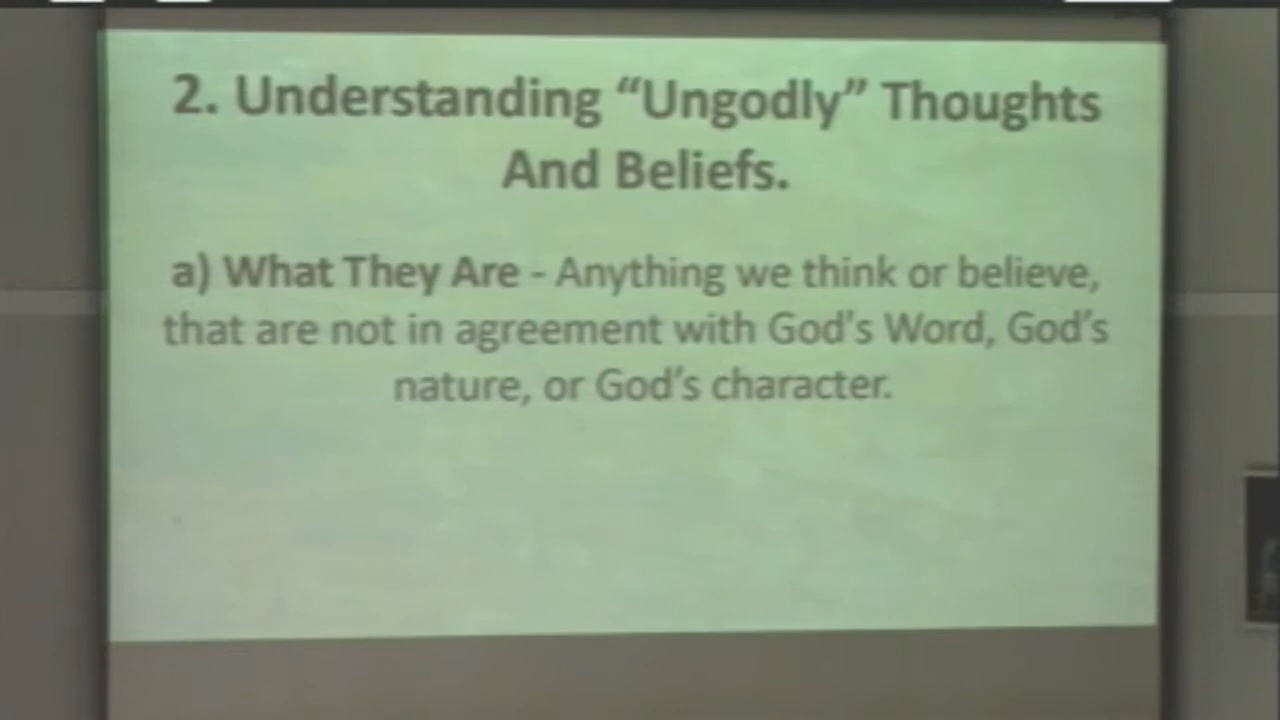 2. Understanding “Ungodly” Thoughts
And Beliefs.
a) What They Are - Anything we think or believe,
that are not in agreement with God's Word, God's
nature, or God's character.